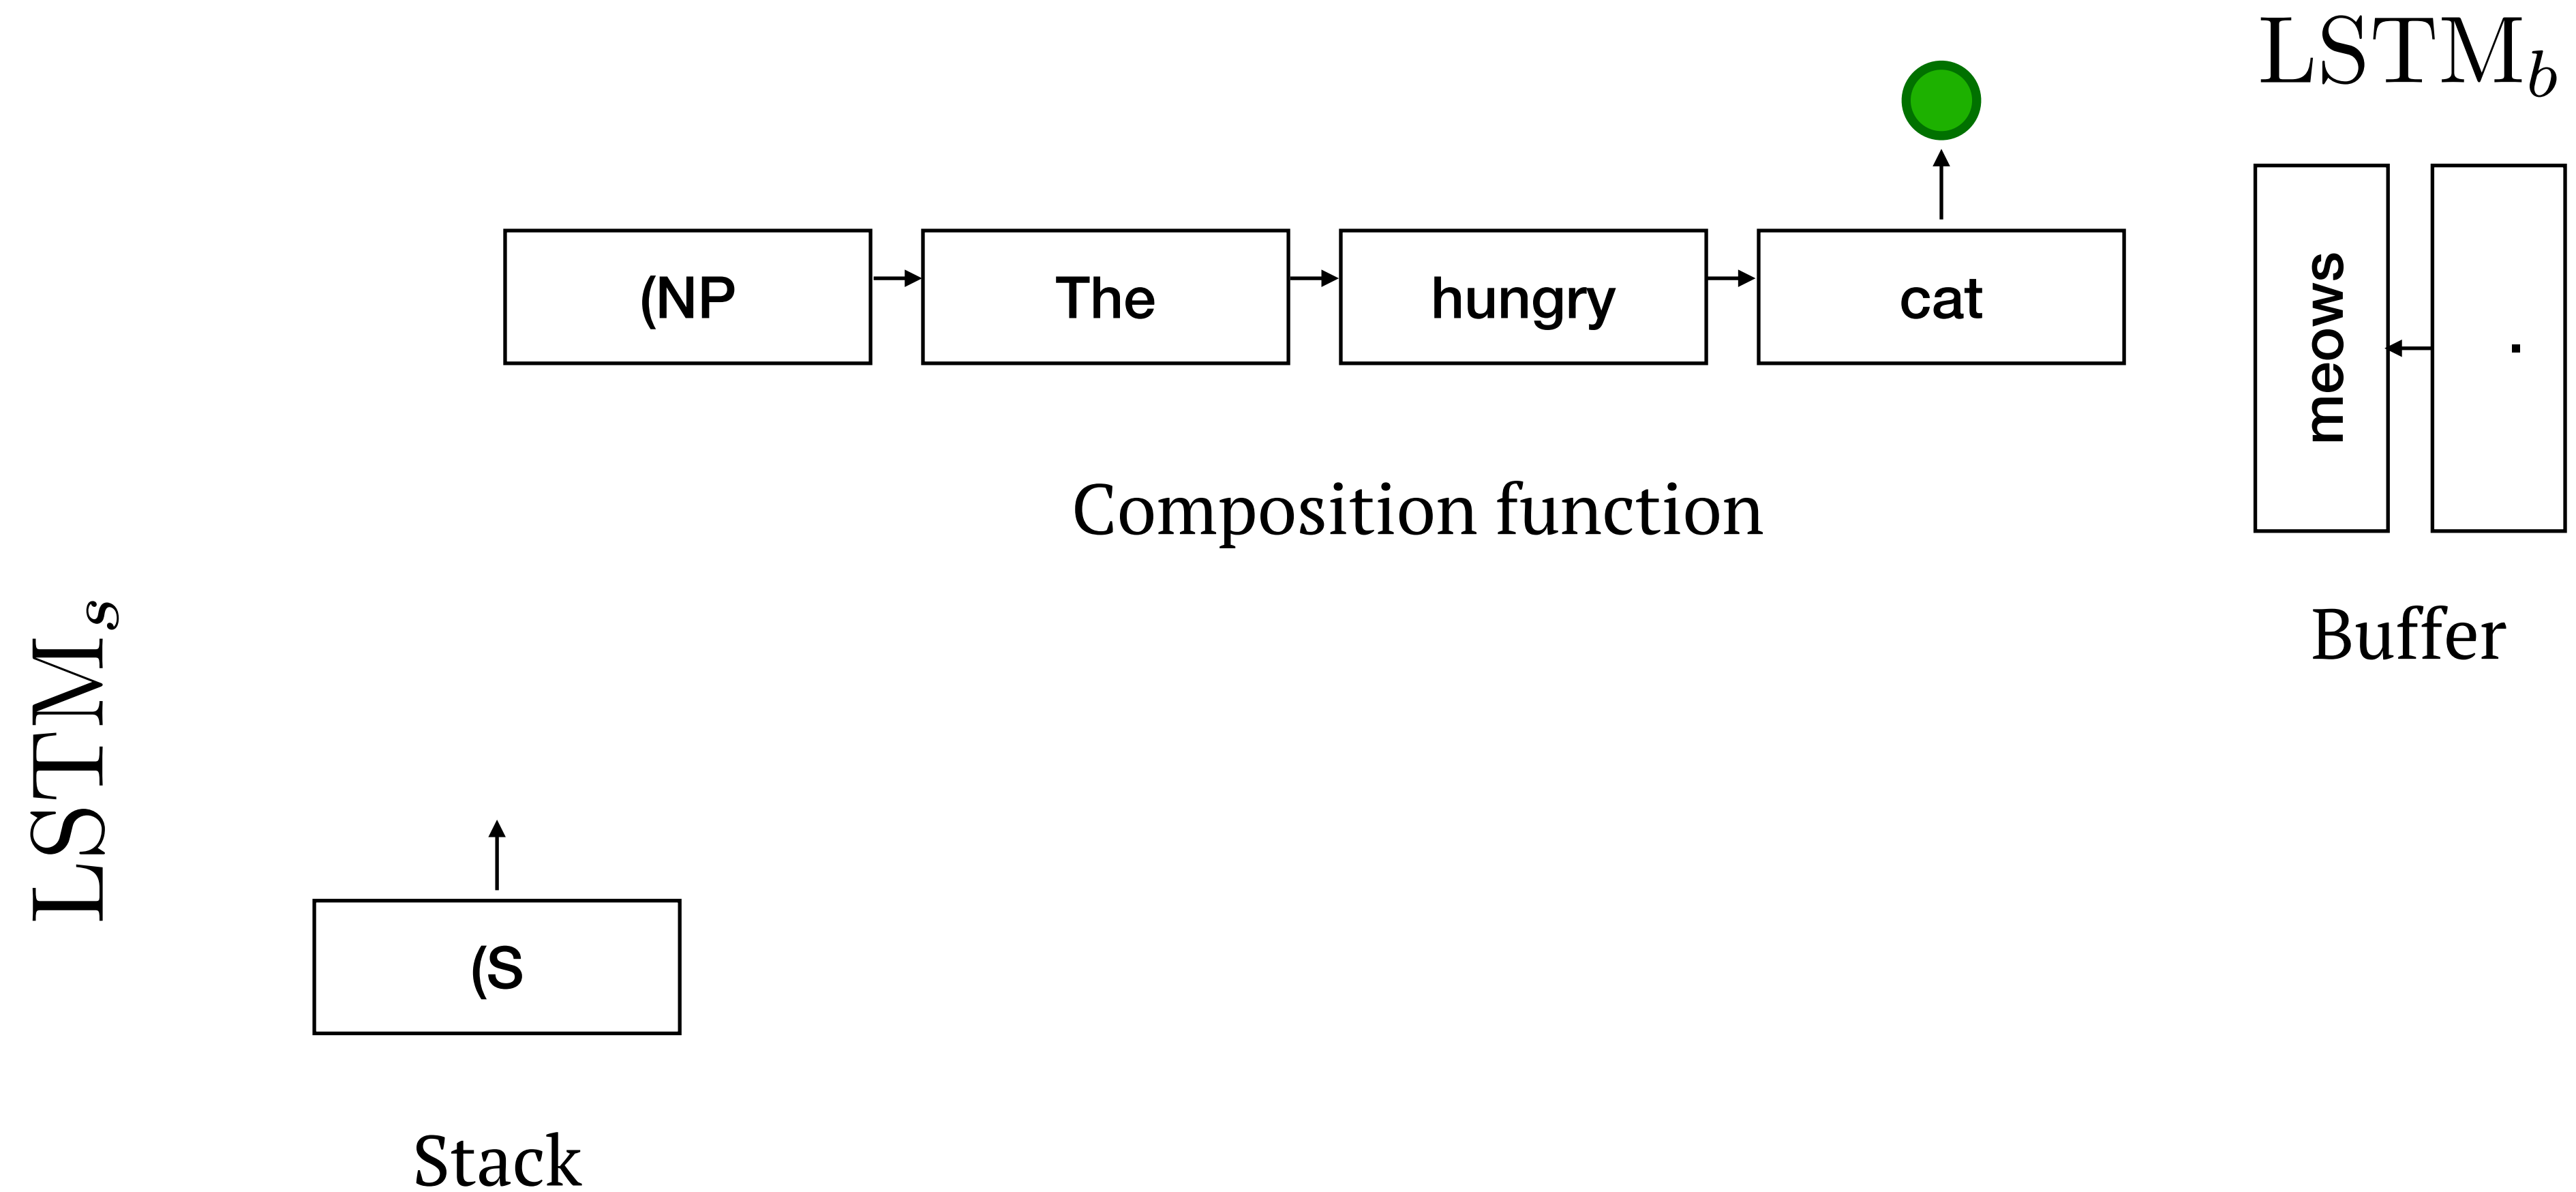 LSTM_b
(NP
The
hungry
cat
meows
.
Composition function
Buffer
LSTM_s
(S
Stack